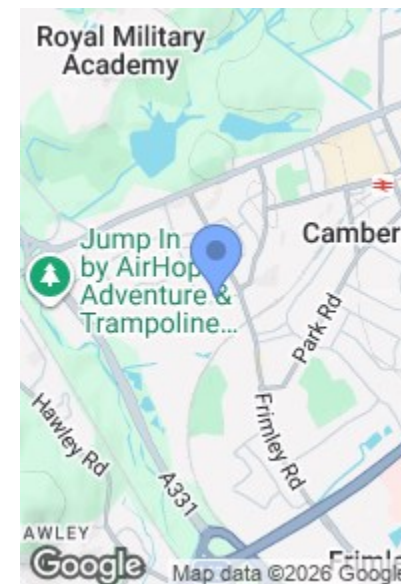 Royal Military
Academy
Camber
Jump In
by AirHop
Adventure &
Trampoline...
Park Rd
Hawley Rd
Frimley Rd
A331
AWLEY
Frimle
Google
Map data ©2026 Google